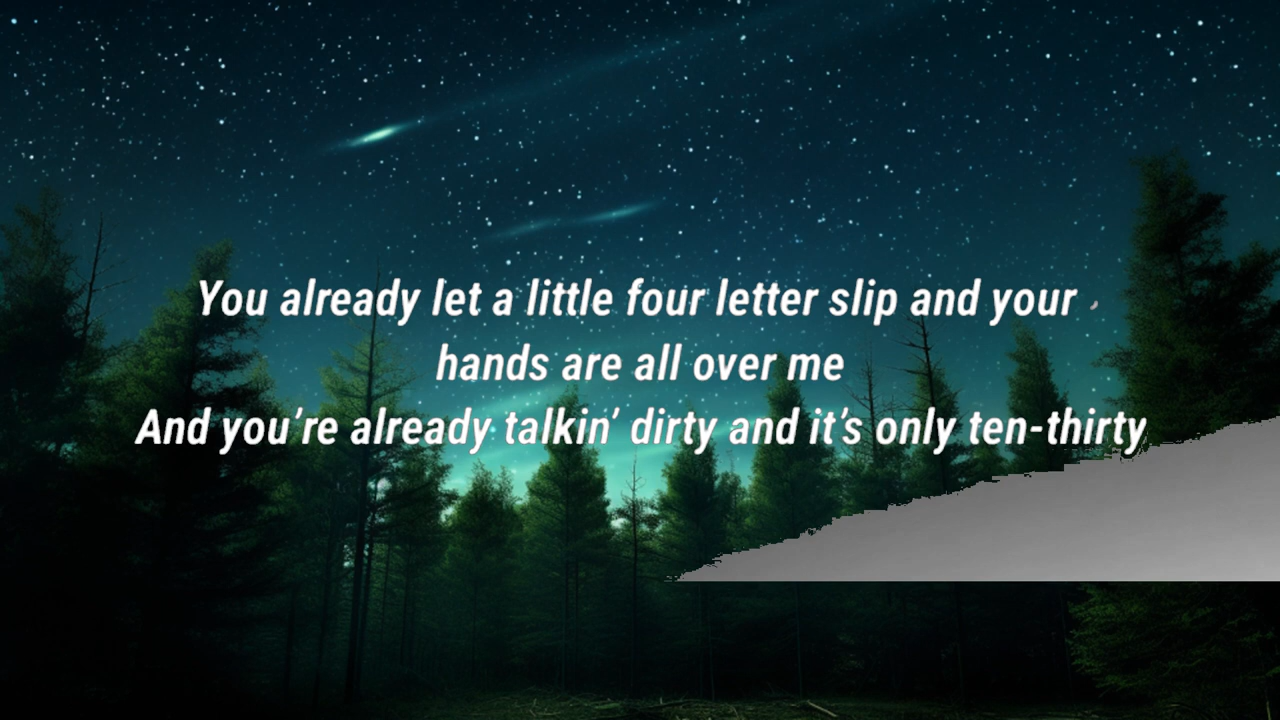 You already let a little four letter slip and your
hands are all over me
And you’re already talkin’ dirty and it’s only ten-thirty